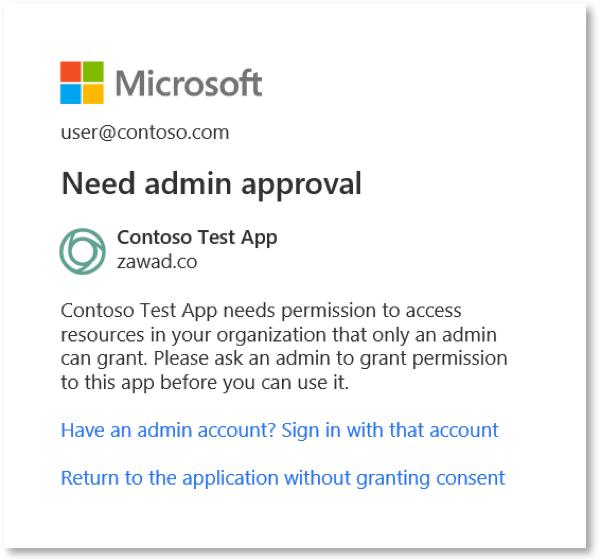 Microsoft
user@contoso.com
Need admin approval
Contoso Test App
zawad.co
Contoso Test App needs permission to access
resources in your organization that only an admin
can grant. Please ask an admin to grant permission
to this app before you can use it.
Have an admin account? Sign in with that account
Return to the application without granting consent